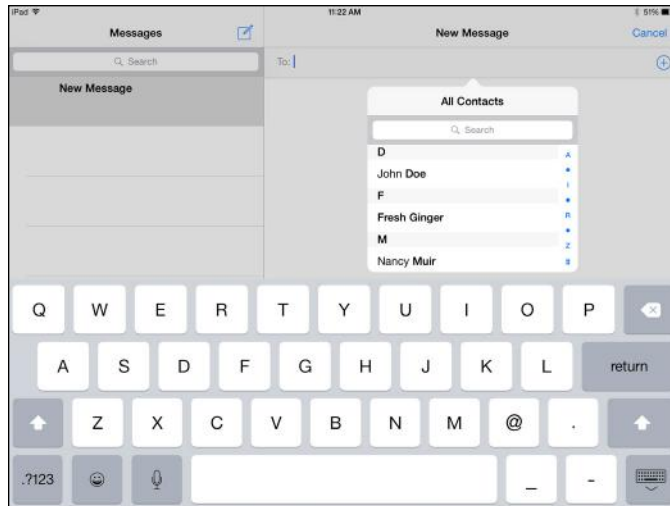 iPad 11:22 AM 51%
Messages
New Message
Cancel
Search
To:
New Message
All Contacts
Search
D
John Doe
F
Fresh Ginger
M
Nancy Muir
A
I
R
Z
#
Q W E R T Y U I O P
A S D F G H J K L return
Z X C V B N M @ .
.?123 _ -